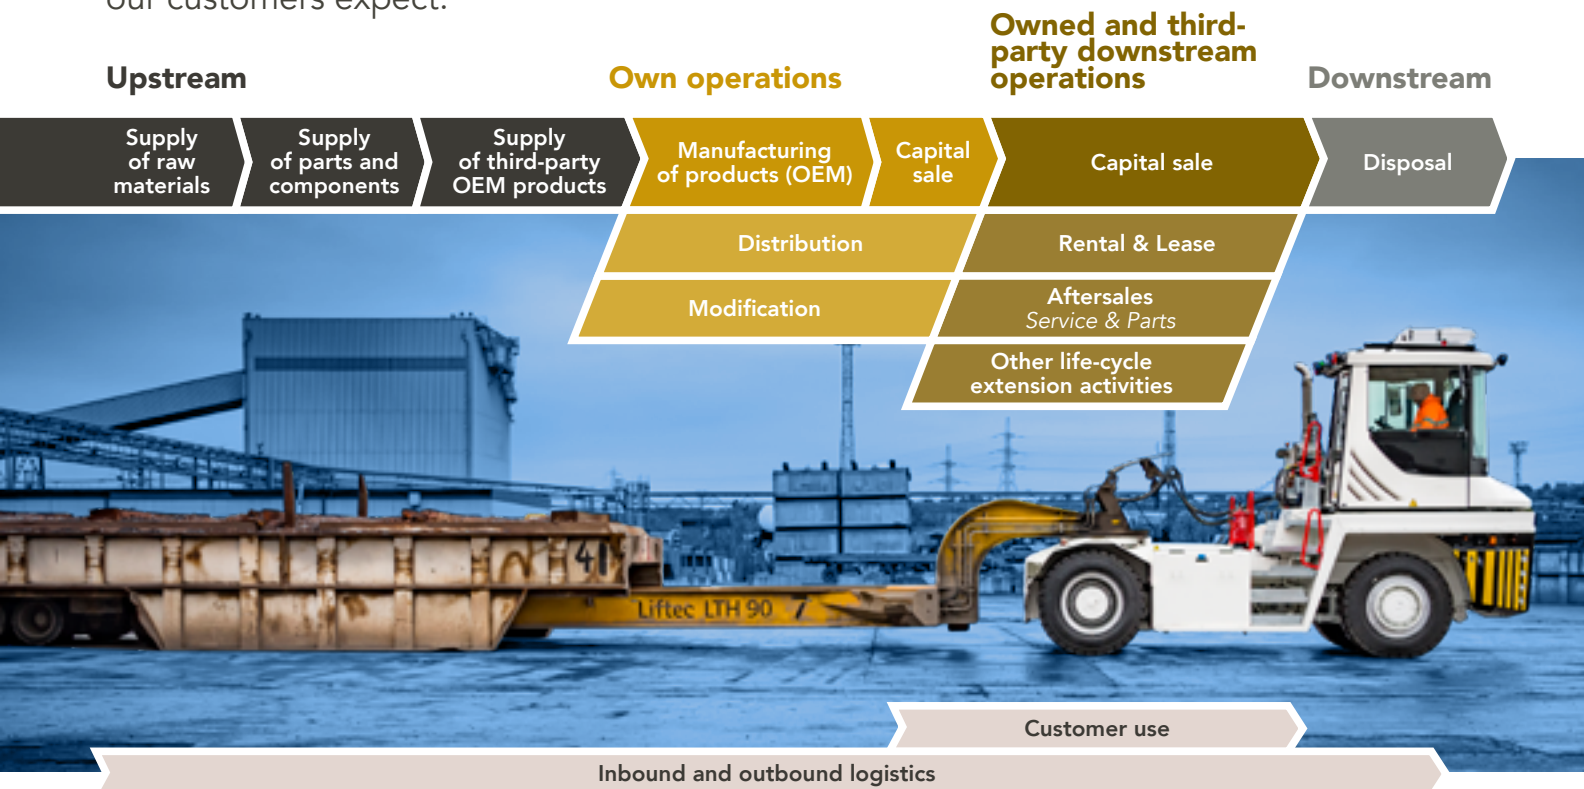 our customers expect.
Upstream
Own operations
Owned and third-
party downstream
operations
Downstream
Supply
of raw
materials
Supply
of parts and
components
Supply
of third-party
OEM products
Manufacturing
of products (OEM)
Capital
sale
Capital sale
Disposal
Distribution
Rental & Lease
Modification
Aftersales
Service & Parts
Other life-cycle
extension activities
41
Liftec LTH 90
Customer use
Inbound and outbound logistics